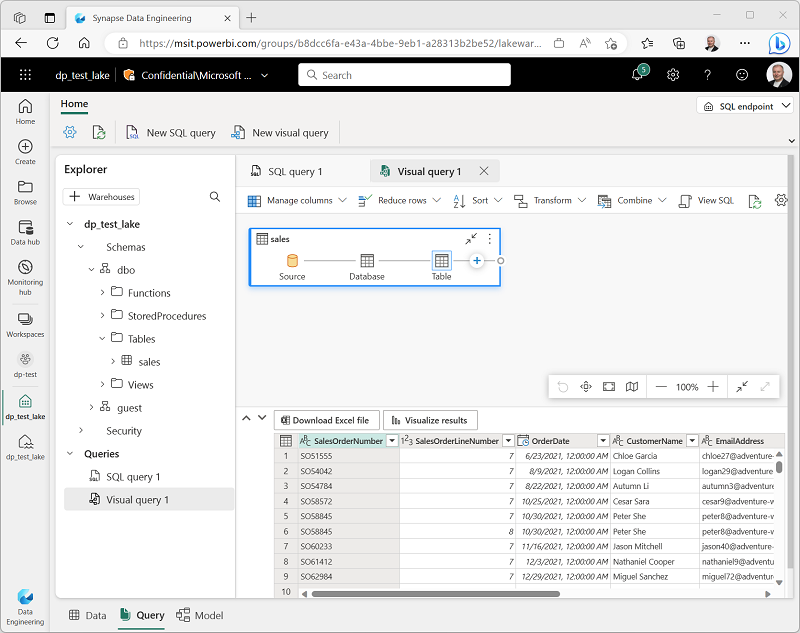 Synapse Data Engineering
https://msit.powerbi.com/groups/b8dcc6fa-e43a-4bbe-9eb1-a28313b2be52/lakewar...
dp_test_lake Confidential\Microsoft ... Search 5
Home
SQL endpoint
New SQL query New visual query
Home
Create
Browse
Data hub
Monitoring
hub
Workspaces
dp-test
dp_test_lake
dp_test_lake
Data
Engineering
Explorer
Warehouses
dp_test_lake
Schemas
dbo
Functions
StoredProcedures
Tables
sales
Views
guest
Security
Queries
SQL query 1
Visual query 1
SQL query 1 Visual query 1
Manage columns Reduce rows Sort Transform Combine View SQL
sales
Source Database Table
100%
Download Excel file Visualize results
SalesOrderNumber SalesOrderLineNumber OrderDate CustomerName EmailAddress
1 SO51555 7 6/23/2021, 12:00:00 AM Chloe Garcia chloe27@adventure-
2 SO54042 7 8/9/2021, 12:00:00 AM Logan Collins logan29@adventure-
3 SO54784 7 8/22/2021, 12:00:00 AM Autumn Li autumn3@adventure
4 SO58572 7 10/25/2021, 12:00:00 AM Cesar Sara cesar9@adventure-w
5 SO58845 7 10/30/2021, 12:00:00 AM Peter She peter8@adventure-w
6 SO58845 8 10/30/2021, 12:00:00 AM Peter She peter8@adventure-w
7 SO60233 7 11/16/2021, 12:00:00 AM Jason Mitchell jason40@adventure-
8 SO61412 7 12/3/2021, 12:00:00 AM Nathaniel Cooper nathaniel9@adventur
9 SO62984 7 12/29/2021, 12:00:00 AM Miguel Sanchez miguel72@adventure
10
Data Query Model